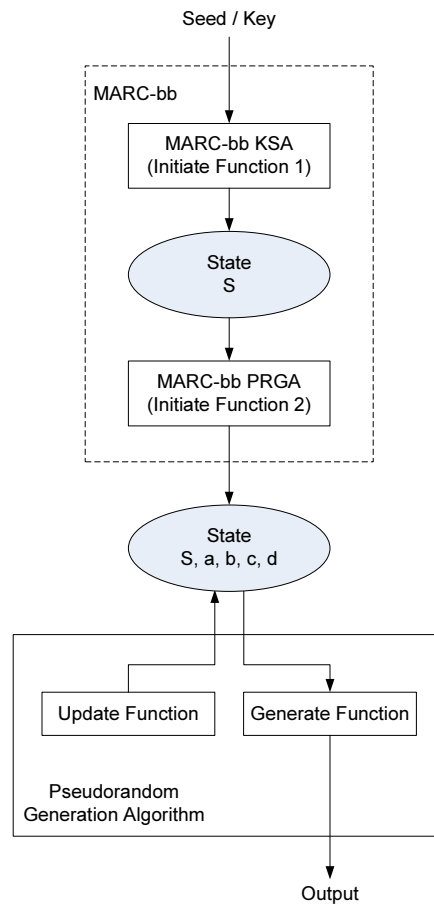 Seed / Key
MARC-bb
MARC-bb KSA
(Initiate Function 1)
State
S
MARC-bb PRGA
(Initiate Function 2)
State
S, a, b, c, d
Update Function
Generate Function
Pseudorandom
Generation Algorithm
Output